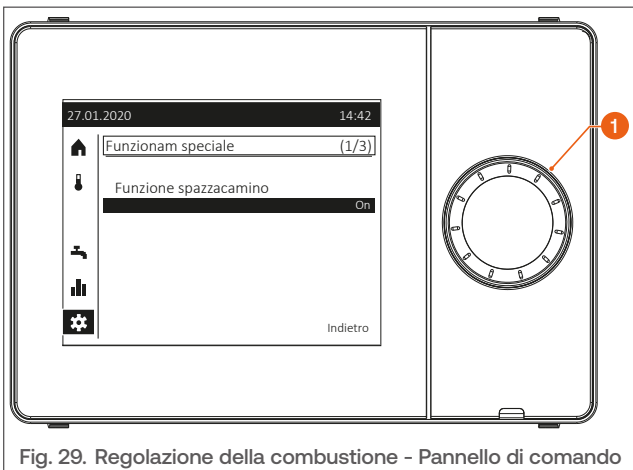 27.01.2020 14:42
Funzionam speciale (1/3)
Funzione spazzacamino
On
Indietro
1
Fig. 29. Regolazione della combustione - Pannello di comando